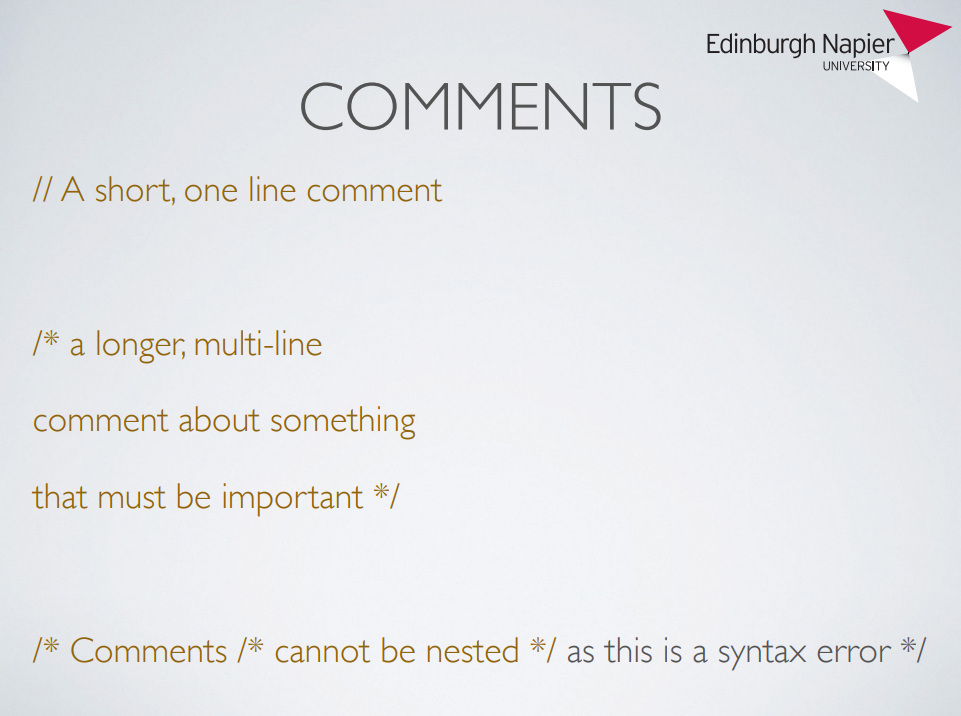 Edinburgh Napier
UNIVERSITY
COMMENTS
// A short, one line comment
/* a longer, multi-line
comment about something
that must be important */
/* Comments /* cannot be nested */ as this is a syntax error */